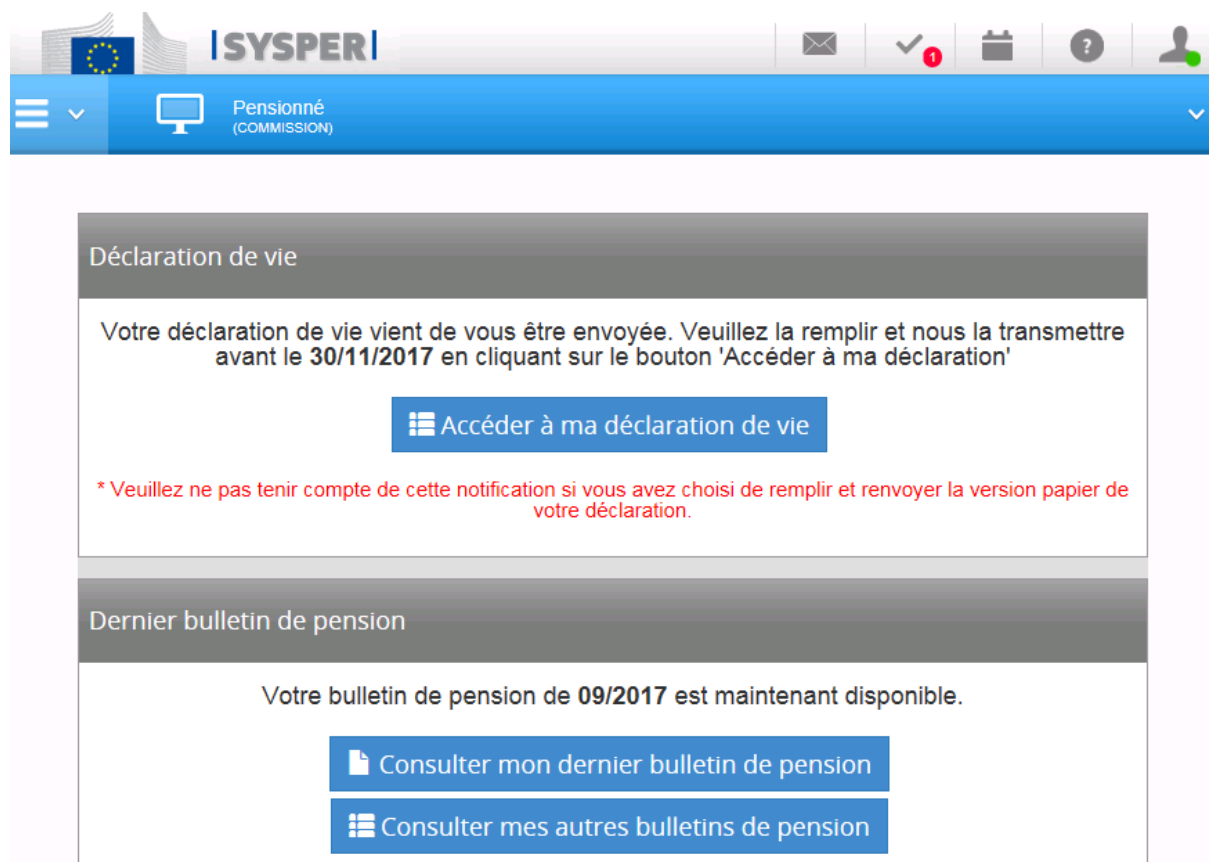 SYSPER
1
?
Pensionné
(COMMISSION)
Déclaration de vie
Votre déclaration de vie vient de vous être envoyée. Veuillez la remplir et nous la transmettre
avant le 30/11/2017 en cliquant sur le bouton 'Accéder à ma déclaration'
Accéder à ma déclaration de vie
* Veuillez ne pas tenir compte de cette notification si vous avez choisi de remplir et renvoyer la version papier de
votre déclaration.
Dernier bulletin de pension
Votre bulletin de pension de 09/2017 est maintenant disponible.
Consulter mon dernier bulletin de pension
Consulter mes autres bulletins de pension